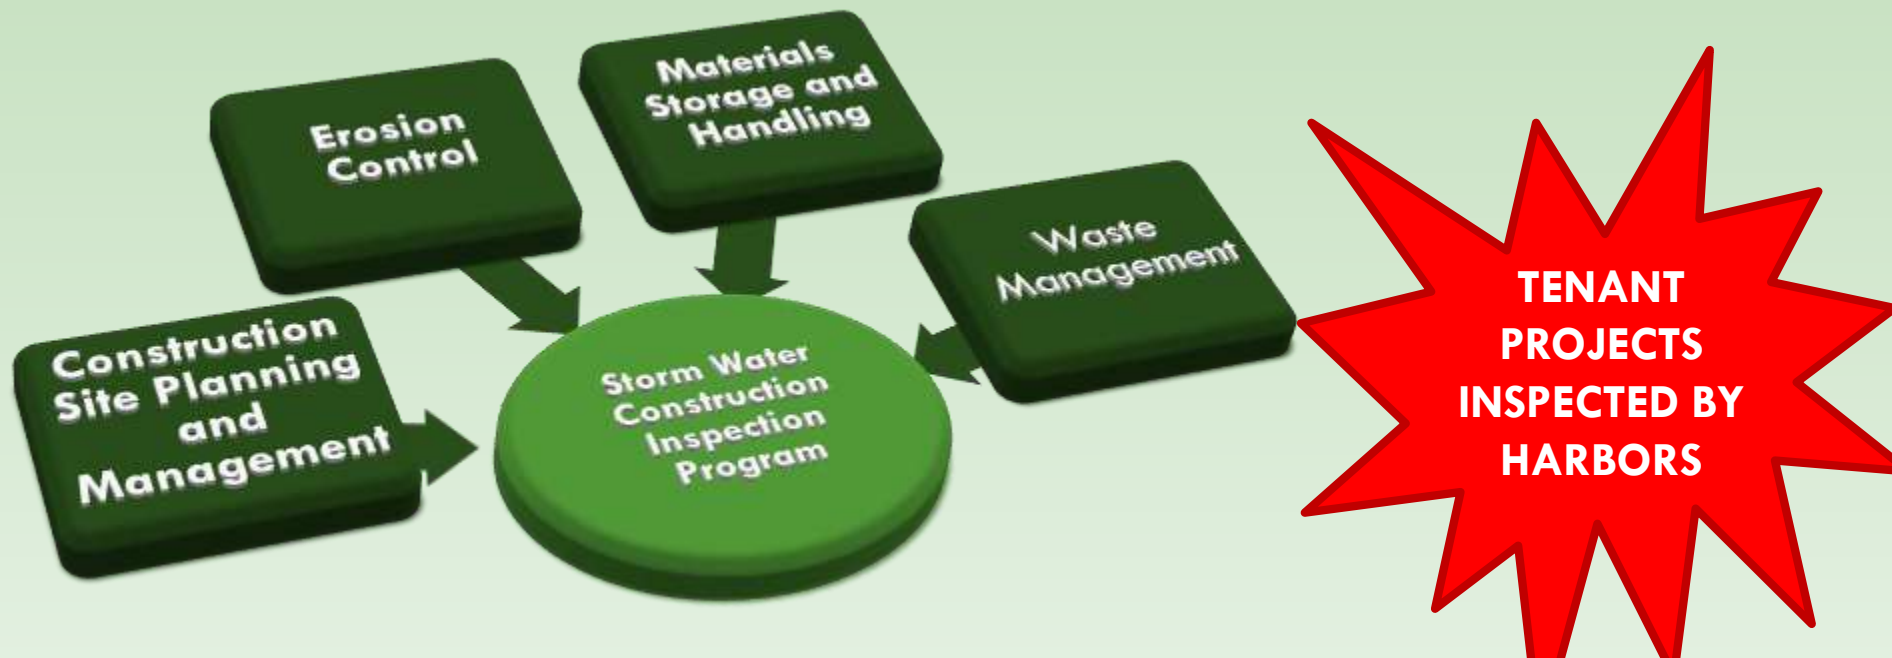 Construction
Site Planning
and
Management
Erosion
Control
Materials
Storage and
Handling
Waste
Management
Storm Water
Construction
Inspection
Program
TENANT
PROJECTS
INSPECTED BY
HARBORS